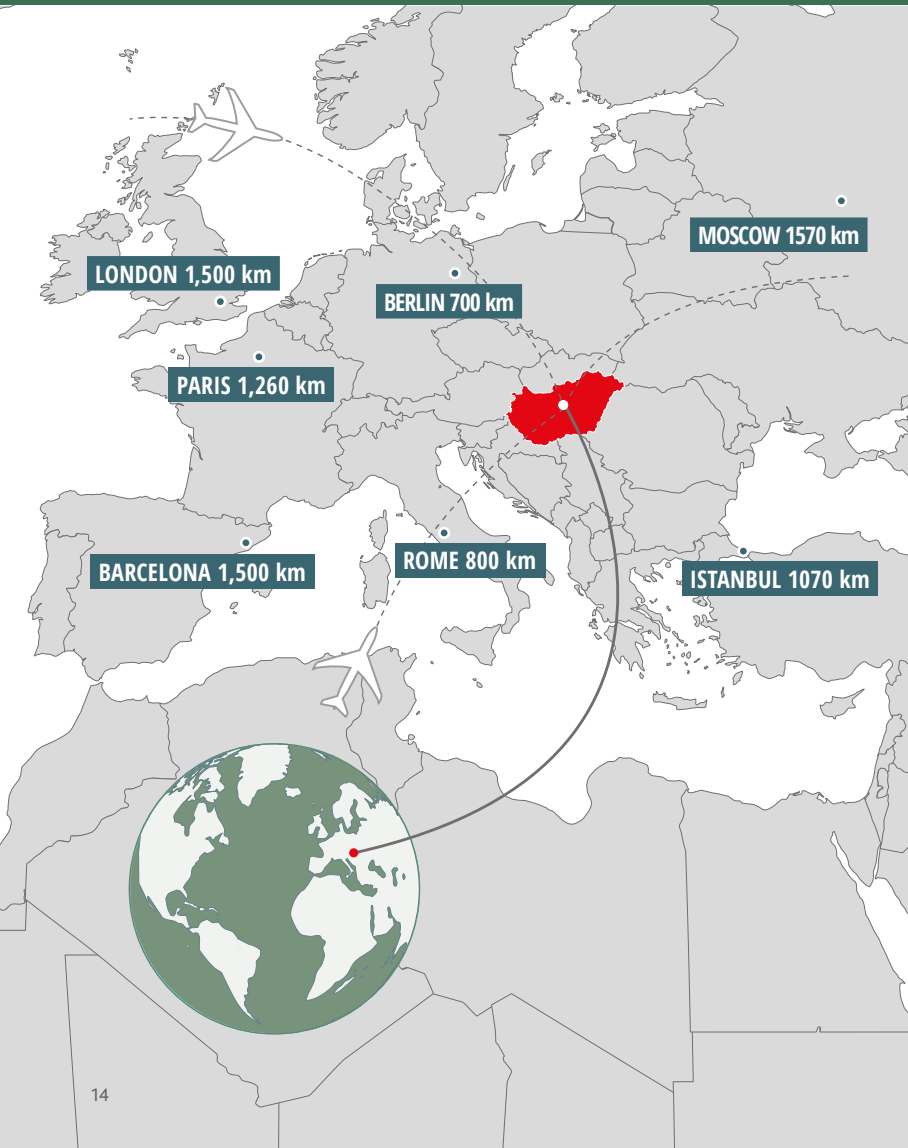 MOSCOW 1570 km
LONDON 1,500 km
BERLIN 700 km
PARIS 1,260 km
ROME 800 km
BARCELONA 1,500 km
ISTANBUL 1070 km
14